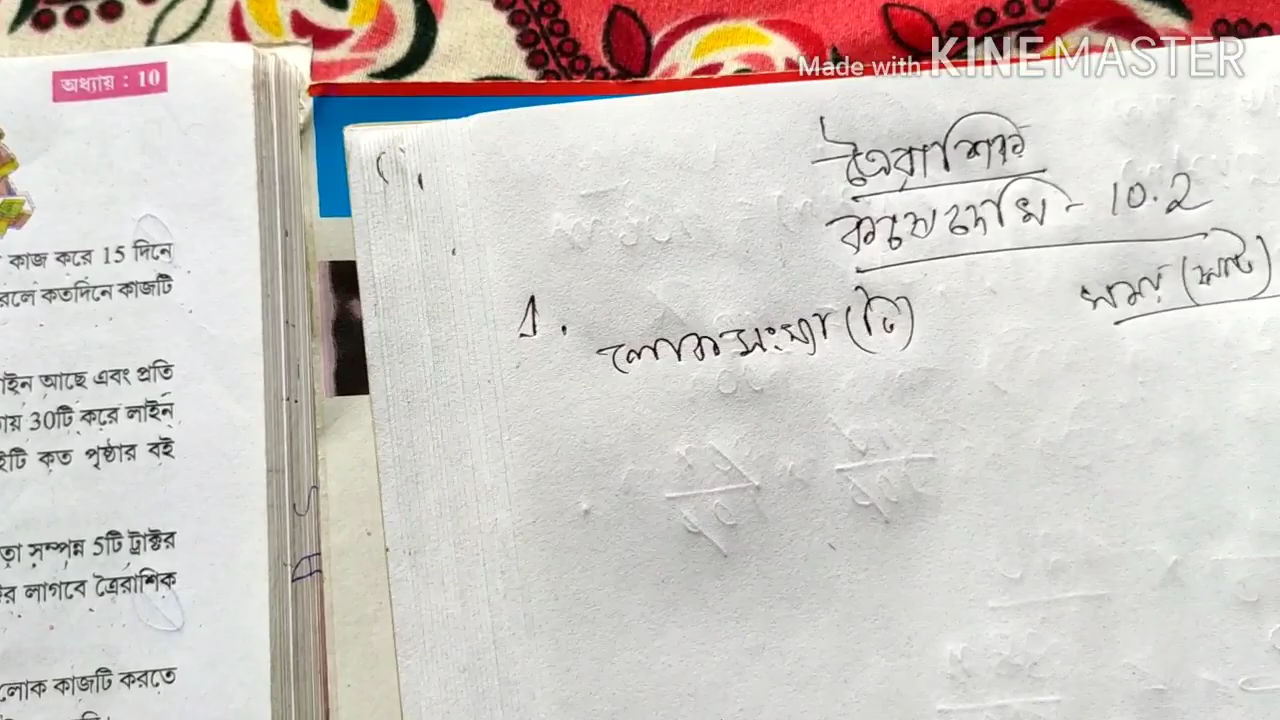 Made with KINEMASTER
অধ্যায় : 10
কাজ করে 15 দিনে
রলে কতদিনে কাজটি
াইন আছে এবং প্রতি
ায় 30টি করে লাইন
ইটি কত পৃষ্ঠার বই
তা সম্পন্ন 5টি ট্রাক্টর
র লাগবে ত্রৈরাশিক
লোক কাজটি করতে
ত্রৈরাশিক
কষে দেখি - 10.2
1. লোকসংখ্যা (টি) সময়